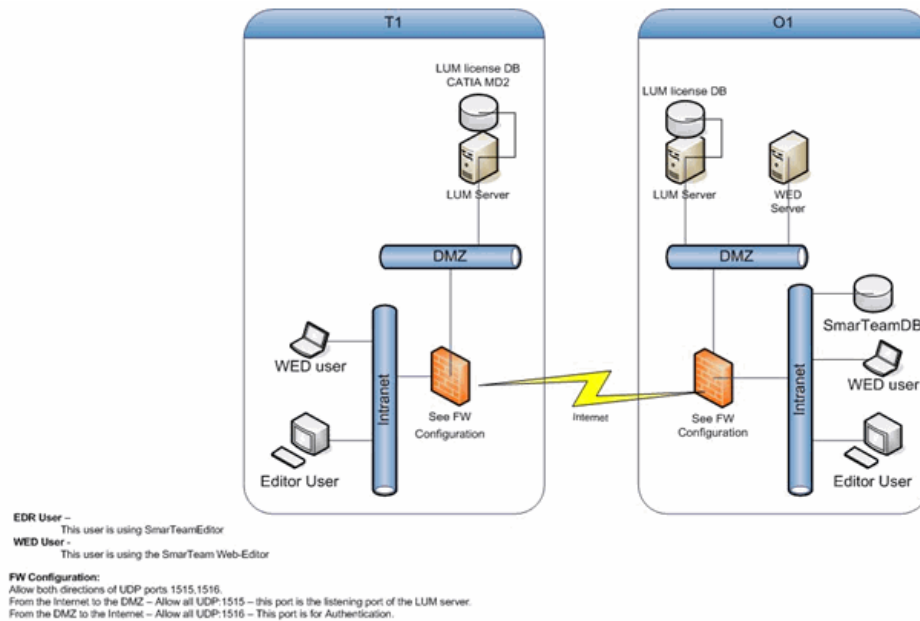 T1
LUM license DB
CATIA MD2
LUM Server
DMZ
WED user
Intranet
Editor User
See FW
Configuration
Internet
O1
LUM license DB
LUM Server
WED
Server
DMZ
SmarTeamDB
Intranet
WED user
See FW
Configuration
Editor User
EDR User –
This user is using SmarTeamEditor
WED User -
This user is using the SmarTeam Web-Editor
FW Configuration:
Allow both directions of UDP ports 1515,1516.
From the Internet to the DMZ – Allow all UDP:1515 – this port is the listening port of the LUM server.
From the DMZ to the Internet – Allow all UDP:1516 – This port is for Authentication.